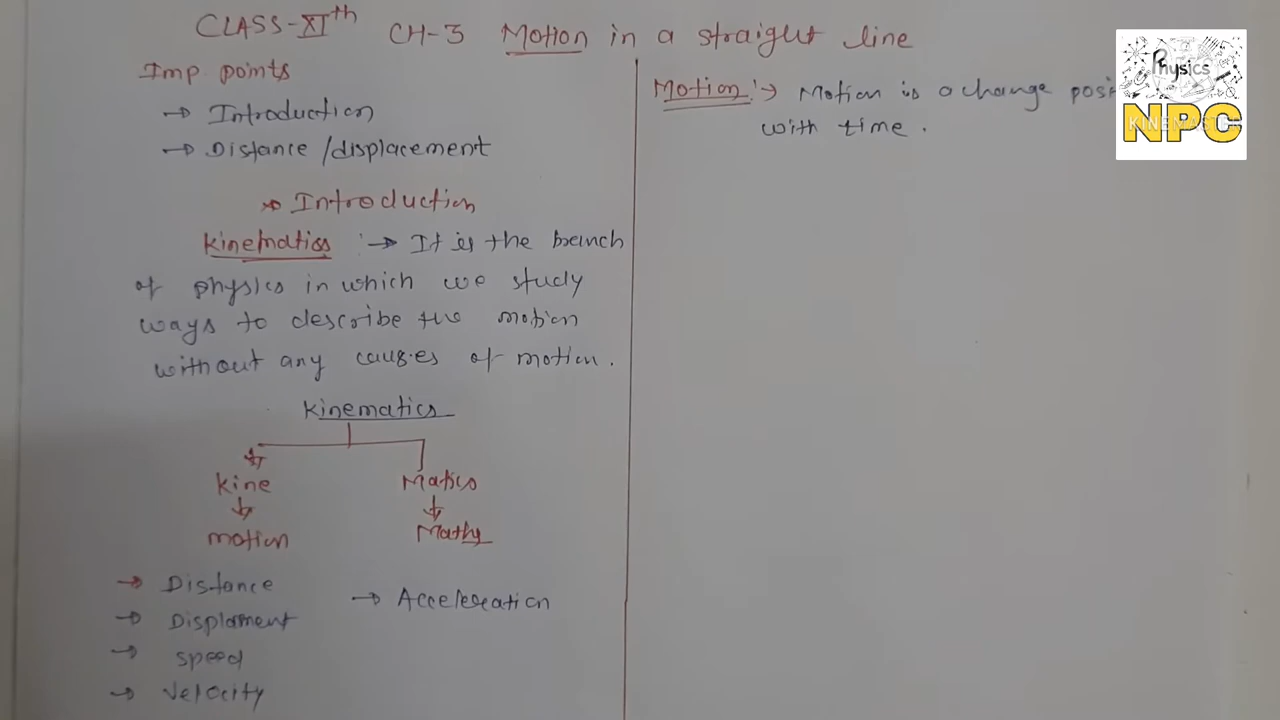 CLASS-XIth CH-3 Motion in a straight line
Imp. points
→ Introduction
→ Distance/displacement
Introduction
Kinematics :→ It is the branch
of physics in which we study
ways to describe the motion
without any causes of motion.
Kinematics
Kine Matics
motion Maths
→ Distance
→ Acceleration
→ Displament
→ speed
→ Velocity
Motion :→ Motion is a change
with time.
Physics
NPC
KINEMASTER